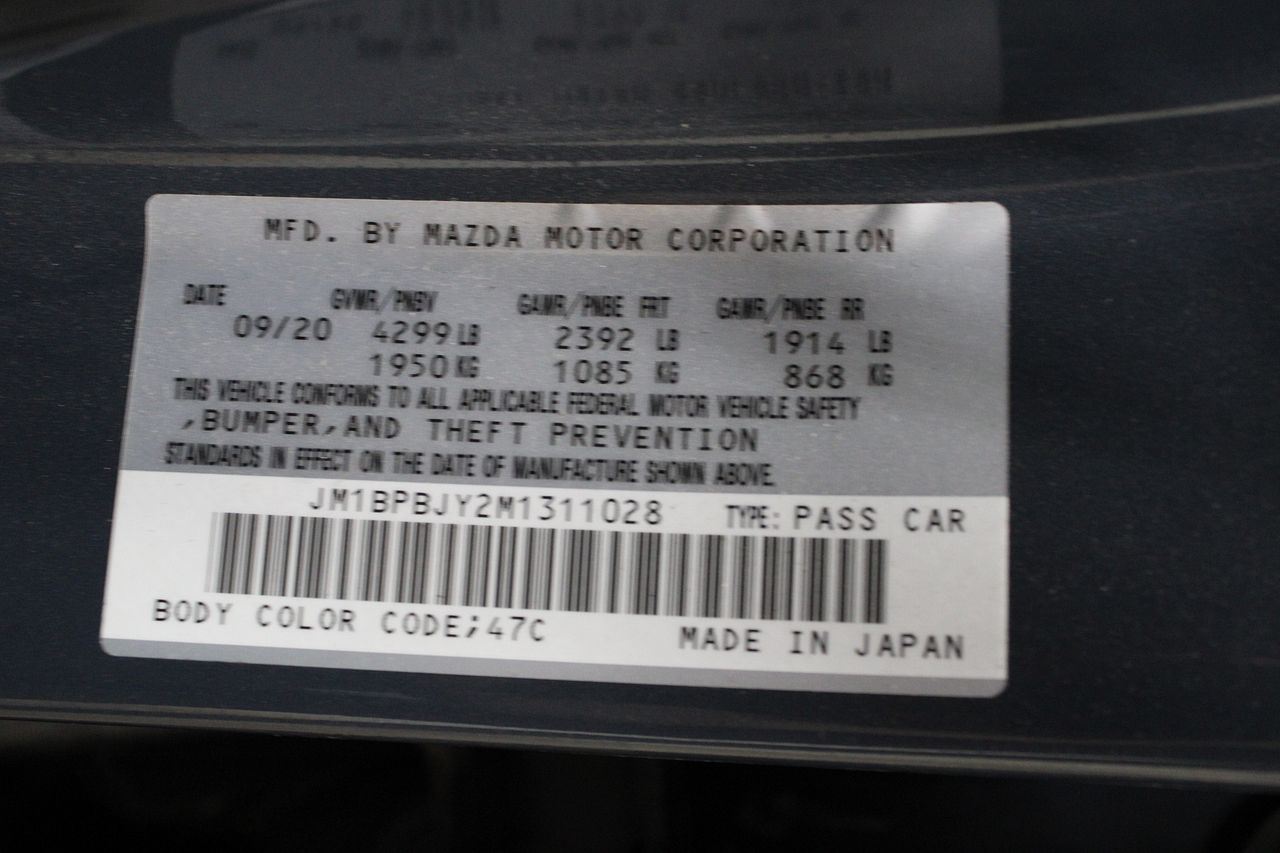 MFD. BY MAZDA MOTOR CORPORATION
DATE GVWR/PNBV GAWR/PNBE FRT GAWR/PNBE RR
09/20 4299 LB 2392 LB 1914 LB
1950 KG 1085 KG 868 KG
THIS VEHICLE CONFORMS TO ALL APPLICABLE FEDERAL MOTOR VEHICLE SAFETY
,BUMPER,AND THEFT PREVENTION
STANDARDS IN EFFECT ON THE DATE OF MANUFACTURE SHOWN ABOVE.
JM1BPBJY2M1311028 TYPE: PASS CAR
BODY COLOR CODE;47C MADE IN JAPAN